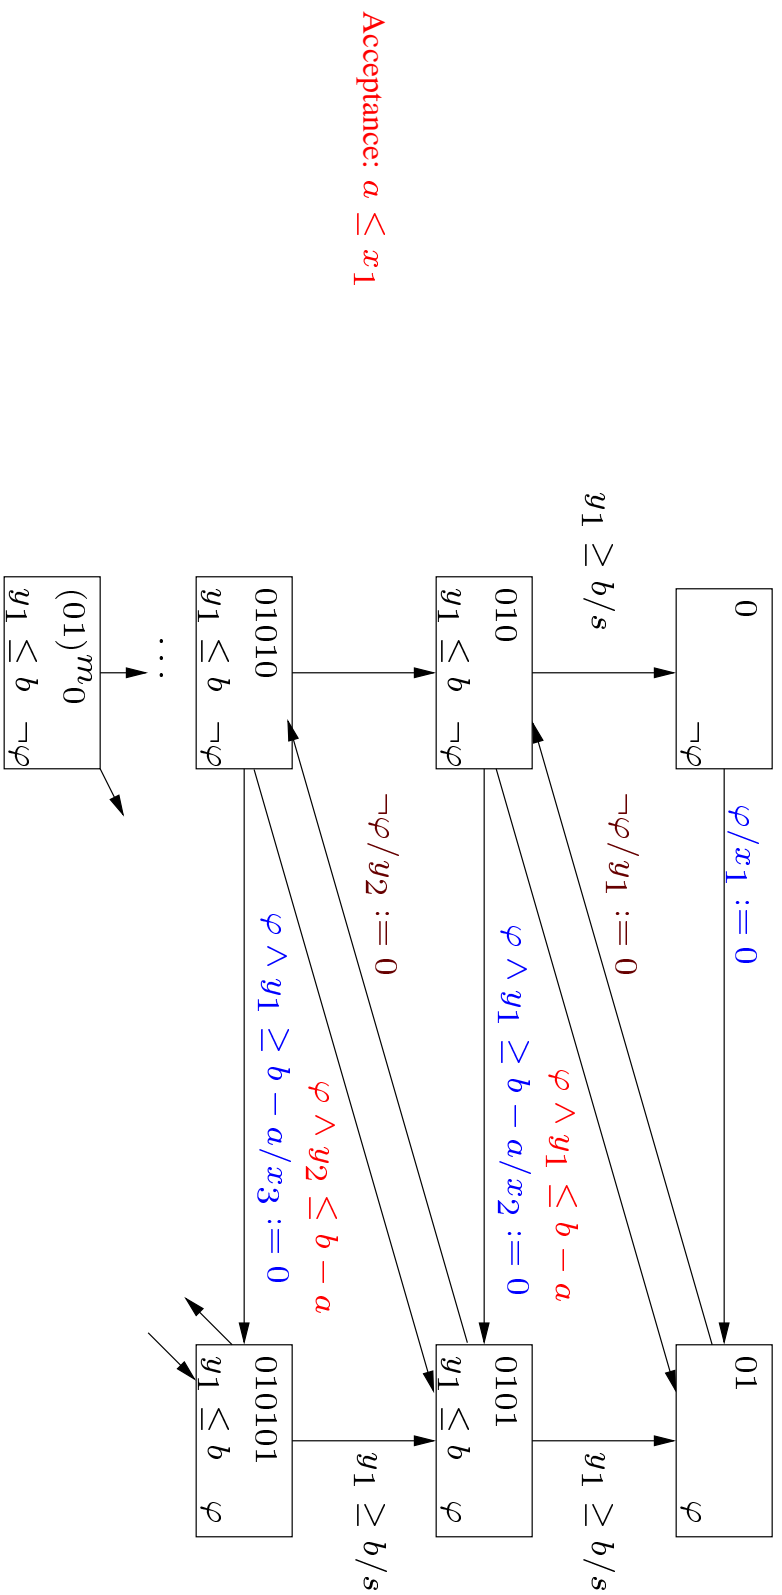 0
φ/x₁ := 0
01
¬φ
φ
y₁ ≥ b/s
¬φ/y₁ := 0
y₁ ≥ b/s
φ ∧ y₁ ≤ b − a
010
φ ∧ y₁ ≥ b − a/x₂ := 0
0101
y₁ ≤ b ¬φ
y₁ ≤ b φ
Acceptance: a ≤ x₁
¬φ/y₂ := 0
y₁ ≥ b/s
φ ∧ y₂ ≤ b − a
01010
φ ∧ y₁ ≥ b − a/x₃ := 0
010101
y₁ ≤ b ¬φ
y₁ ≤ b φ
...
(01)ᵐ0
y₁ ≤ b ¬φ